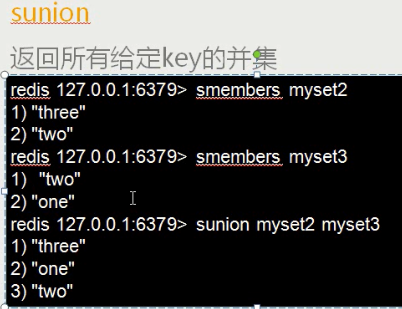 sunion
返回所有给定key的并集
redis 127.0.0.1:6379> smembers myset2
1) "three"
2) "two"
redis 127.0.0.1:6379> smembers myset3
1) "two"
2) "one"
redis 127.0.0.1:6379> sunion myset2 myset3
1) "three"
2) "one"
3) "two"